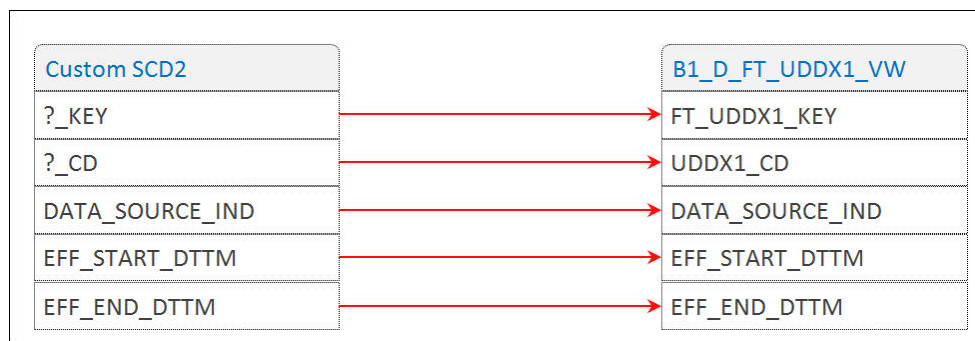 Custom SCD2 B1_D_FT_UDDX1_VW
?_KEY FT_UDDX1_KEY
?_CD UDDX1_CD
DATA_SOURCE_IND DATA_SOURCE_IND
EFF_START_DTTM EFF_START_DTTM
EFF_END_DTTM EFF_END_DTTM